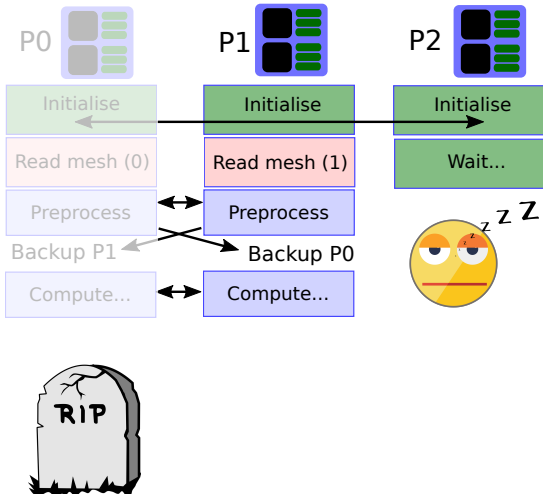 P0 P1 P2
Initialise Initialise Initialise
Read mesh (0) Read mesh (1) Wait...
Preprocess Preprocess
z z z z z
Backup P1 Backup P0
Compute... Compute...
RIP